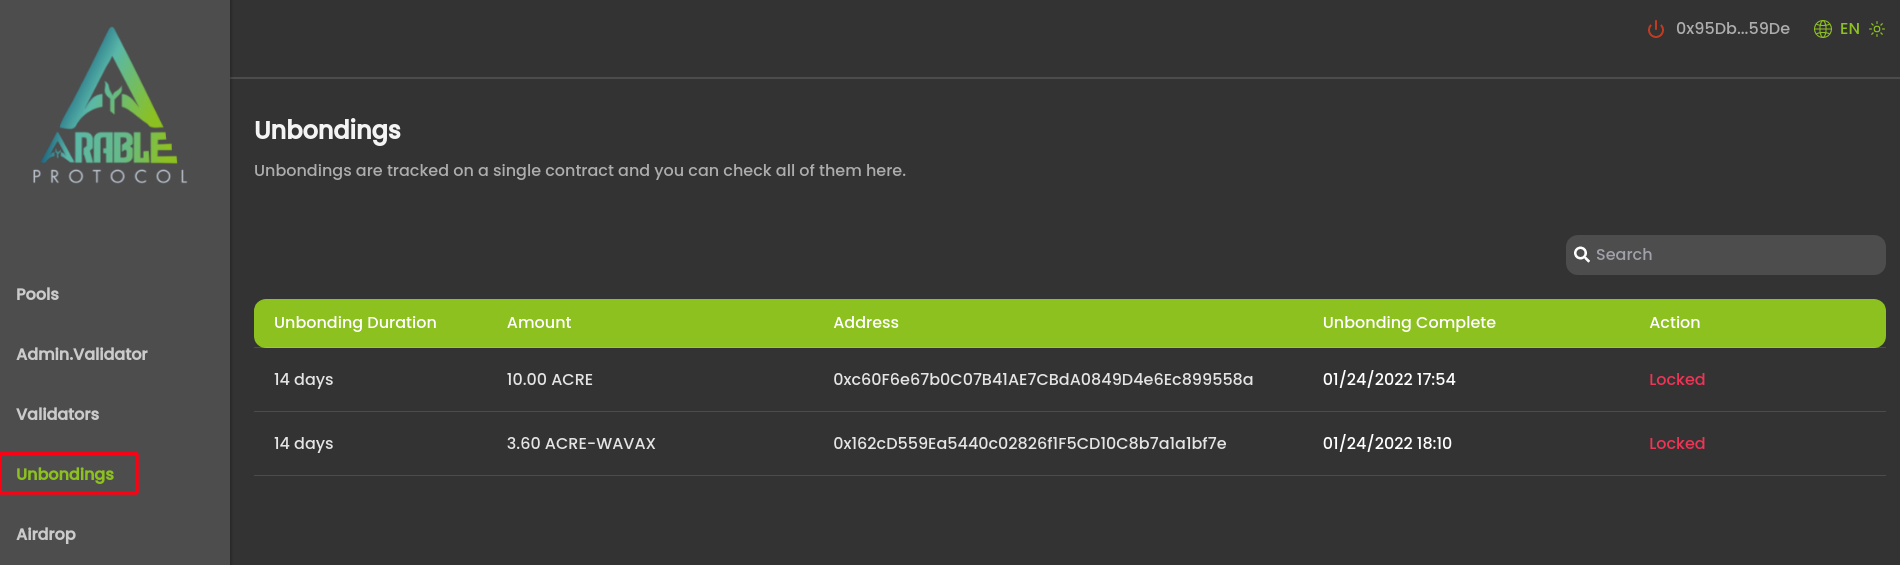 ARABLE
PROTOCOL
0x95Db...59De EN
Unbondings
Unbondings are tracked on a single contract and you can check all of them here.
Search
Pools
Admin.Validator
Validators
Unbondings
Airdrop
Unbonding Duration Amount Address Unbonding Complete Action
14 days 10.00 ACRE 0xc60F6e67b0C07B41AE7CBdA0849D4e6Ec899558a 01/24/2022 17:54 Locked
14 days 3.60 ACRE-WAVAX 0x162cD559Ea5440c02826f1F5CD10C8b7a1a1bf7e 01/24/2022 18:10 Locked